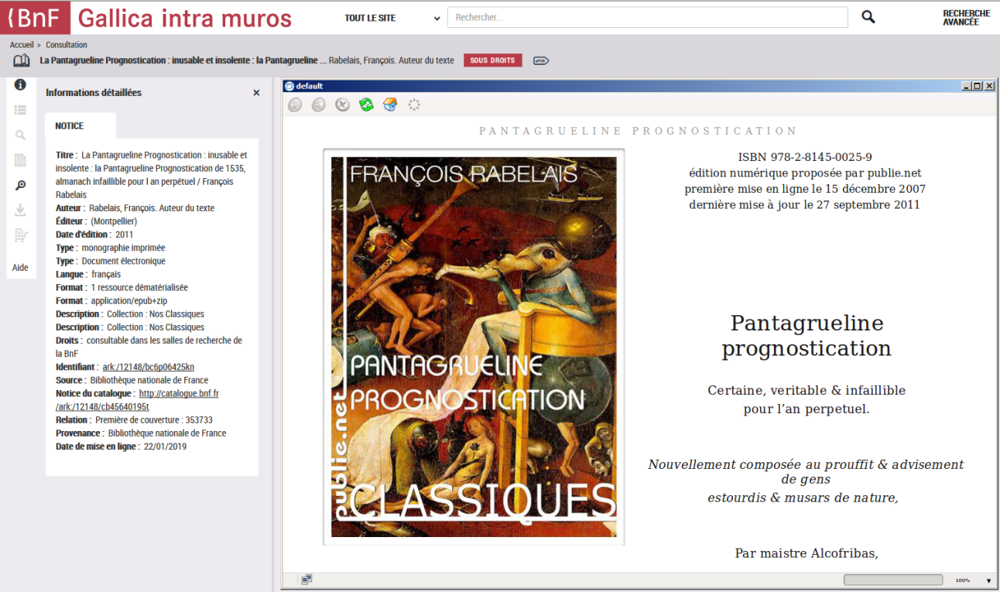 {BnF Gallica intra muros
TOUT LE SITE
Rechercher...
RECHERCHE
AVANCÉE
Accueil > Consultation
La Pantagrueline Prognostication : inusable et insolente : la Pantagrueline ... Rabelais, François. Auteur du texte SOUS DROITS ePUB
Informations détaillées ×
NOTICE
Titre : La Pantagrueline Prognostication : inusable et
insolente : la Pantagrueline Prognostication de 1535,
almanach infaillible pour l an perpétuel / François
Rabelais
Auteur : Rabelais, François. Auteur du texte
Éditeur : (Montpellier)
Date d'édition : 2011
Type : monographie imprimée
Type : Document électronique
Langue : français
Format : 1 ressource dématérialisée
Format : application/epub+zip
Description : Collection : Nos Classiques
Description : Collection : Nos Classiques
Droits : consultable dans les salles de recherche de
la BnF
Identifiant : ark:/12148/bc6p06425kn
Source : Bibliothèque nationale de France
Notice du catalogue : http://catalogue.bnf.fr
/ark:/12148/cb45640195t
Relation : Première de couverture : 353733
Provenance : Bibliothèque nationale de France
Date de mise en ligne : 22/01/2019
Aide
default
PANTAGRUELINE PROGNOSTICATION
FRANÇOIS RABELAIS
PANTAGRUELINE
PROGNOSTICATION
publie.net
CLASSIQUES
ISBN 978-2-8145-0025-9
édition numérique proposée par publie.net
première mise en ligne le 15 décembre 2007
dernière mise à jour le 27 septembre 2011
Pantagrueline
prognostication
Certaine, veritable & infaillible
pour l’an perpetuel.
Nouvellement composée au prouffit & advisement
de gens
estourdis & musars de nature,
Par maistre Alcofribas,
100%